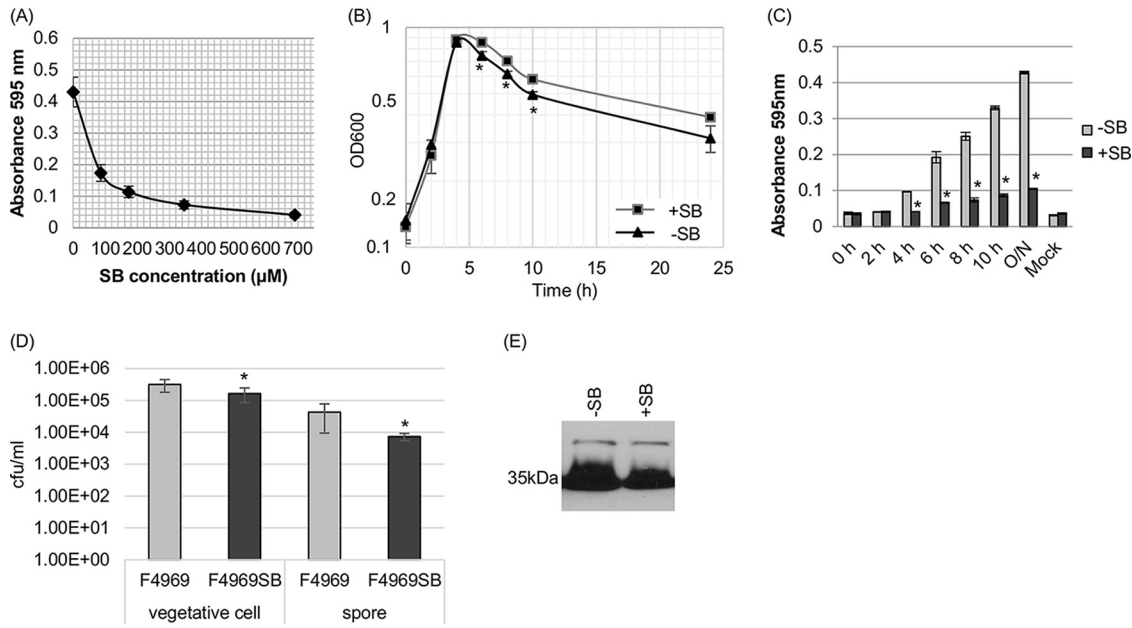 (A)
0.6
0.5
0.4
0.3
0.2
0.1
0
Absorbance 595 nm
0 100 200 300 400 500 600 700
SB concentration (µM)
(B)
1
0.5
0.2
0.1
OD600
* * *
+SB
-SB
0 5 10 15 20 25
Time (h)
(C)
0.5
0.4
0.3
0.2
0.1
0
Absorbance 595nm
* * * * *
-SB
+SB
0 h 2 h 4 h 6 h 8 h 10 h O/N Mock
(D)
1.00E+06
1.00E+05
1.00E+04
1.00E+03
1.00E+02
1.00E+01
1.00E+00
cfu/ml
* *
F4969 F4969SB F4969 F4969SB
vegetative cell spore
(E)
-SB +SB
35kDa